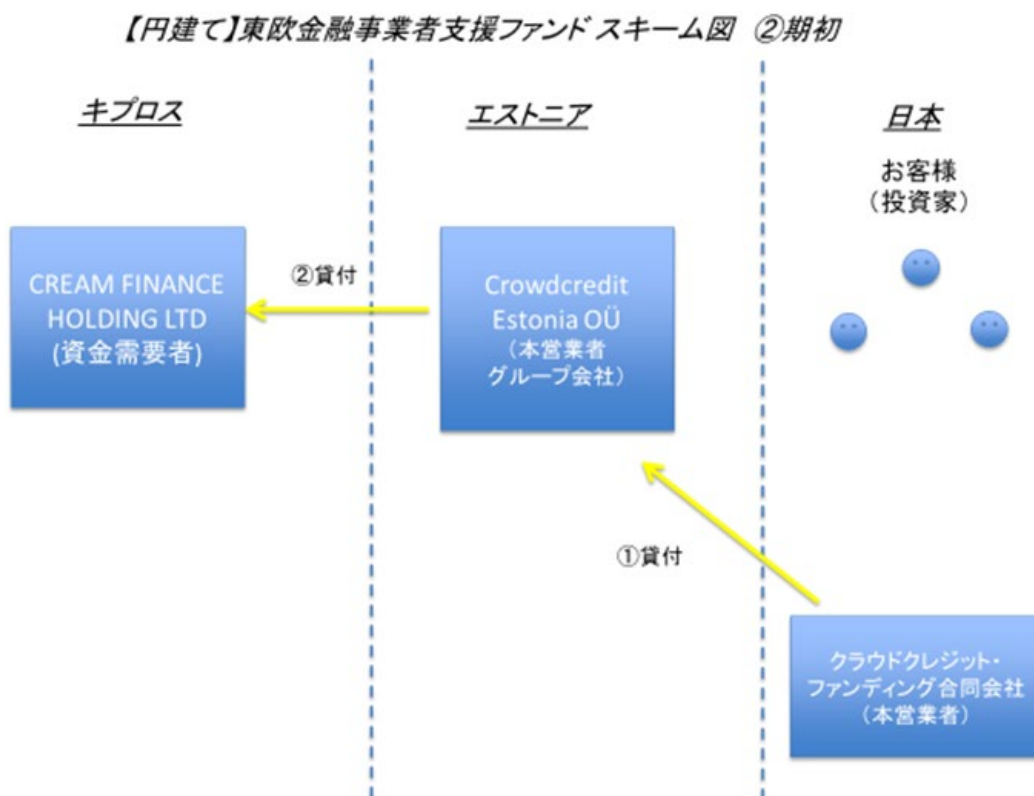 【円建て】東欧金融事業者支援ファンド スキーム図 ②期初
キプロス
エストニア
日本
お客様
（投資家）
CREAM FINANCE
HOLDING LTD
(資金需要者)
②貸付
Crowdcredit
Estonia OÜ
（本営業者
グループ会社）
①貸付
クラウドクレジット・
ファンディング合同会社
（本営業者）